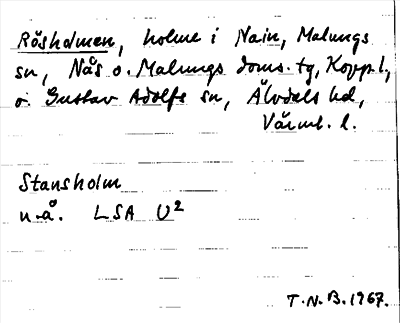 Råsholmen, holme i Nain, Malungs
sn, Nås o. Malungs doms. tg, Kopp. l.,
o. Gustav Adolfs sn, Älvdals hd,
Värml. l.
Stansholm
u.å. LSA U²
T.N.B. 1967.